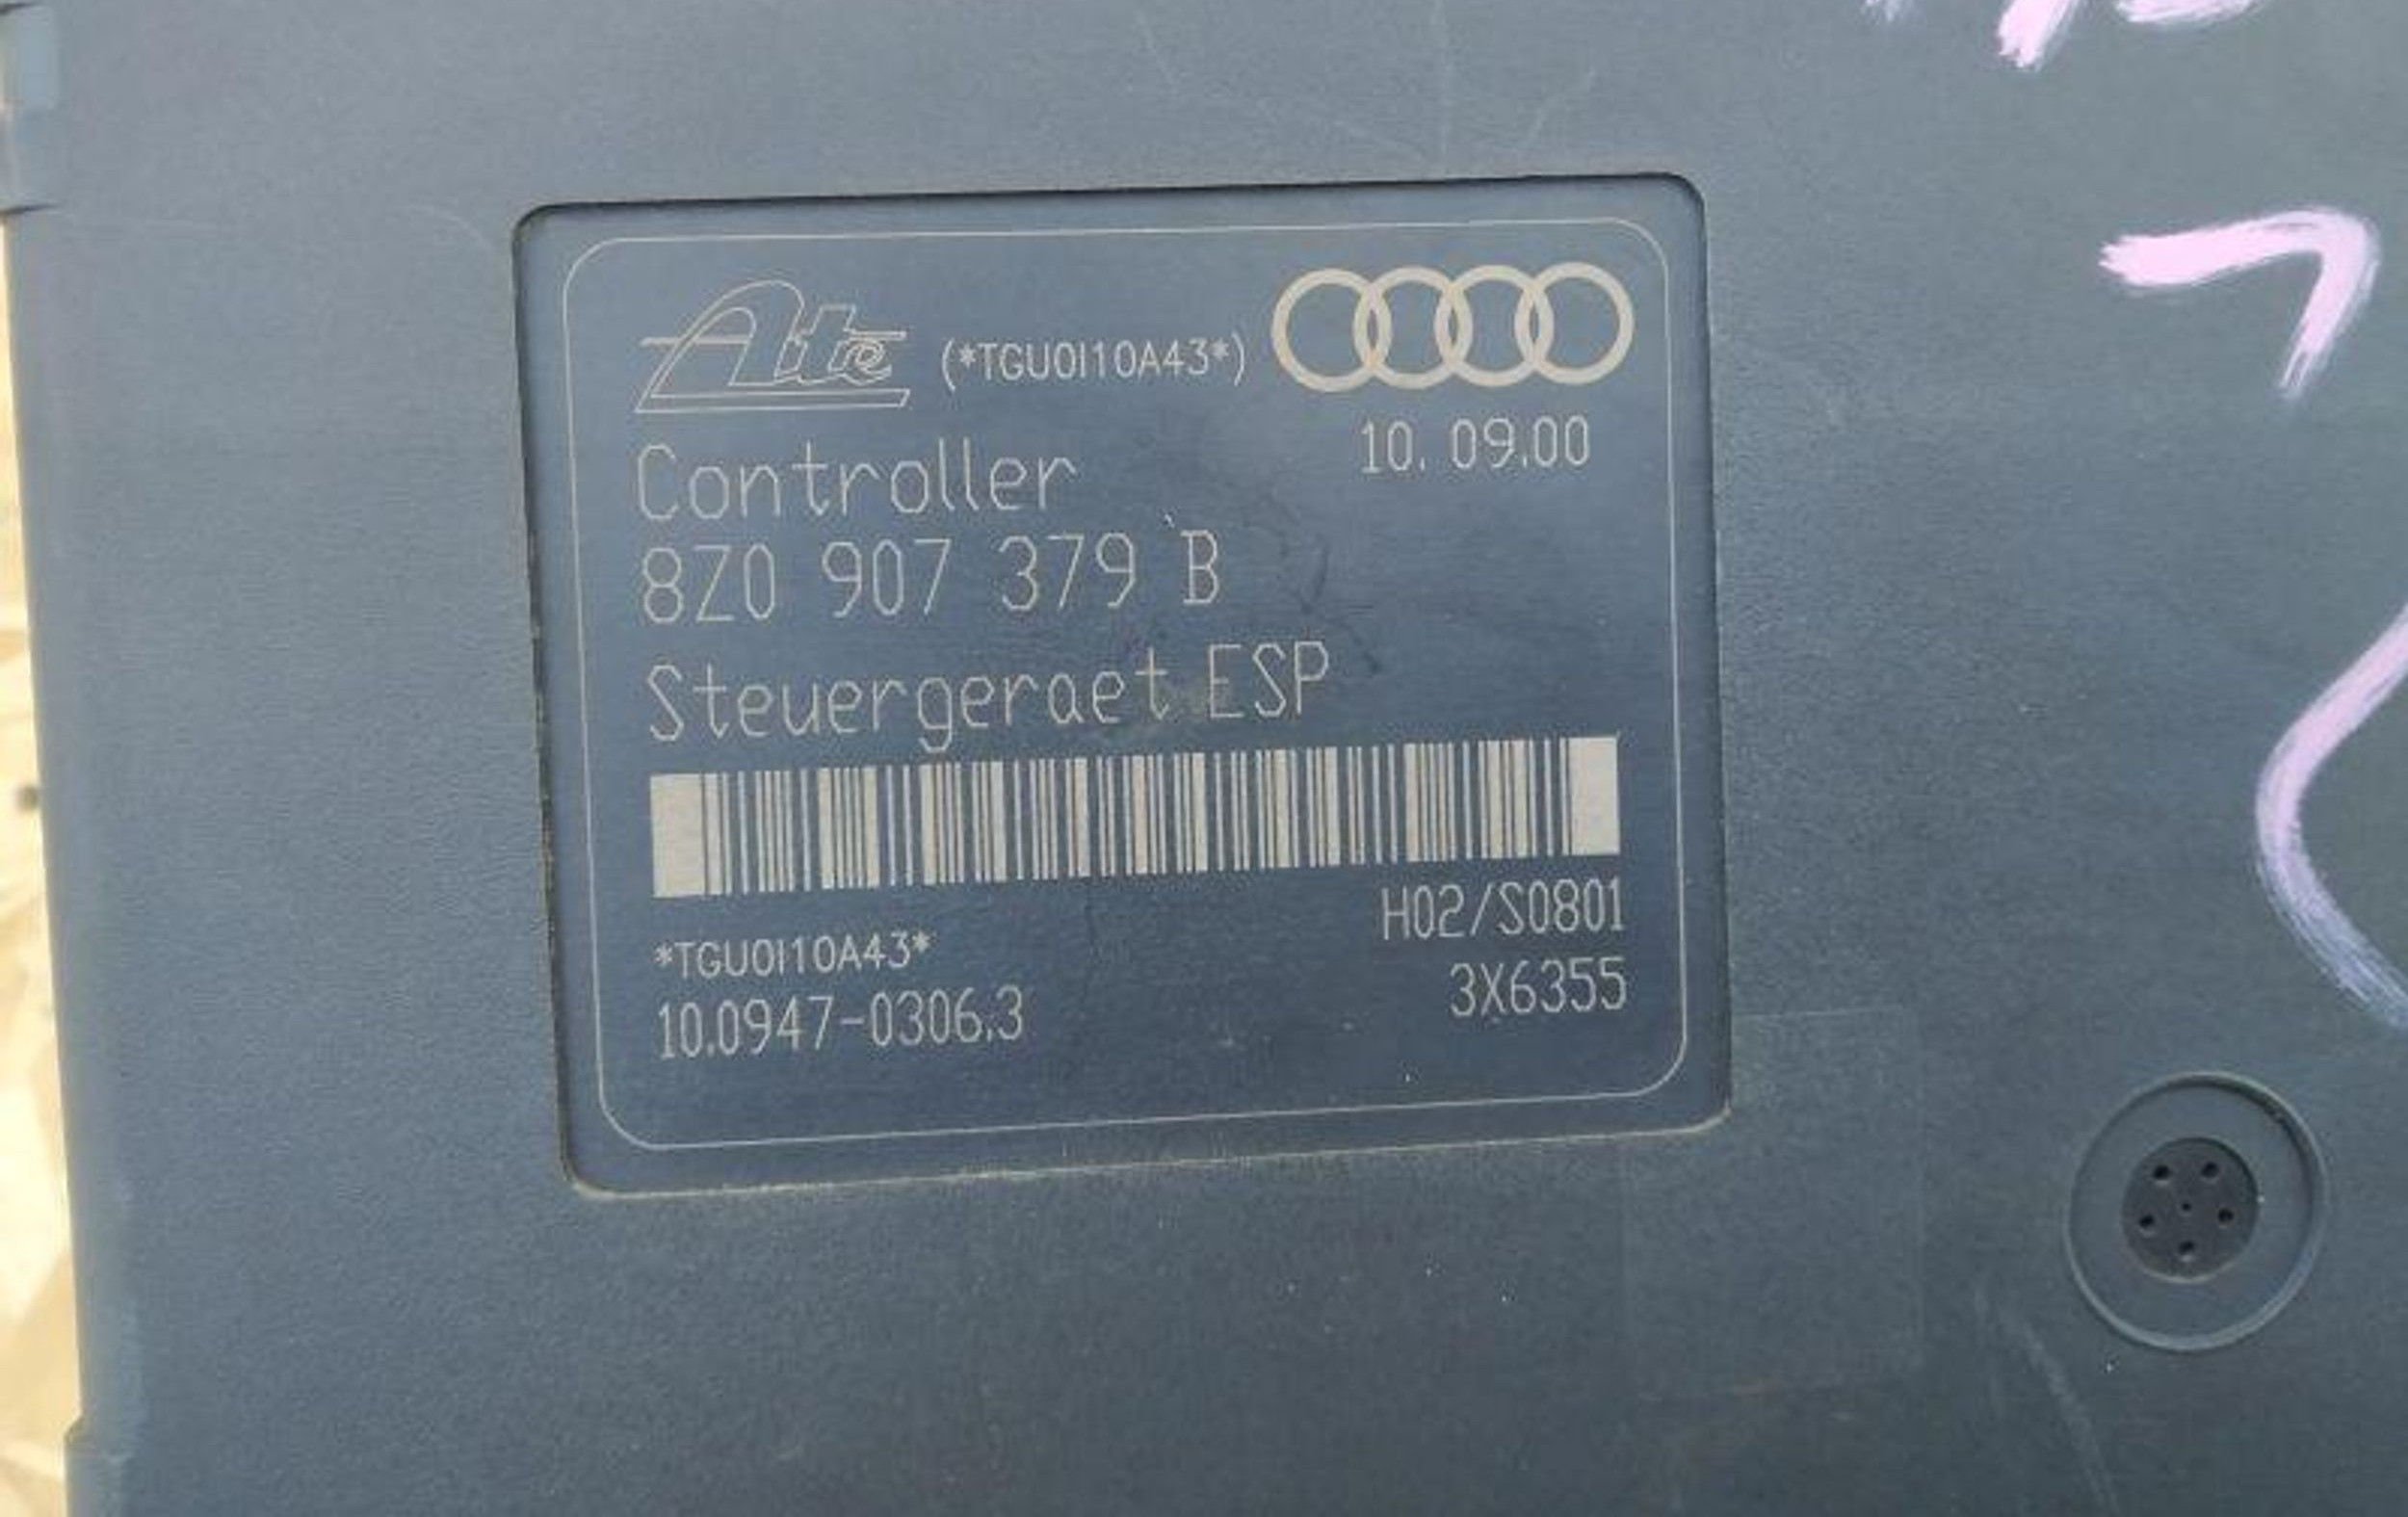 Ate (*TGU0I10A43*)
10. 09.00
Controller
8Z0 907 379 B
Steuergeraet ESP
H02/S0801
*TGU0I10A43*
3X6355
10.0947-0306.3